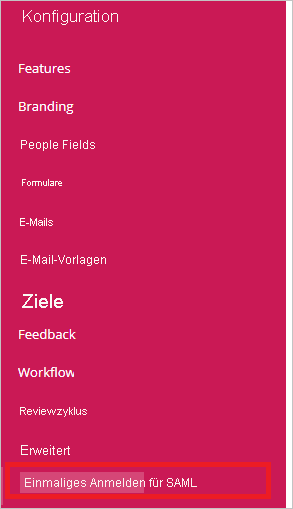 Konfiguration
Features
Branding
People Fields
Formulare
E-Mails
E-Mail-Vorlagen
Ziele
Feedback
Workflow
Reviewzyklus
Erweitert
Einmaliges Anmelden für SAML